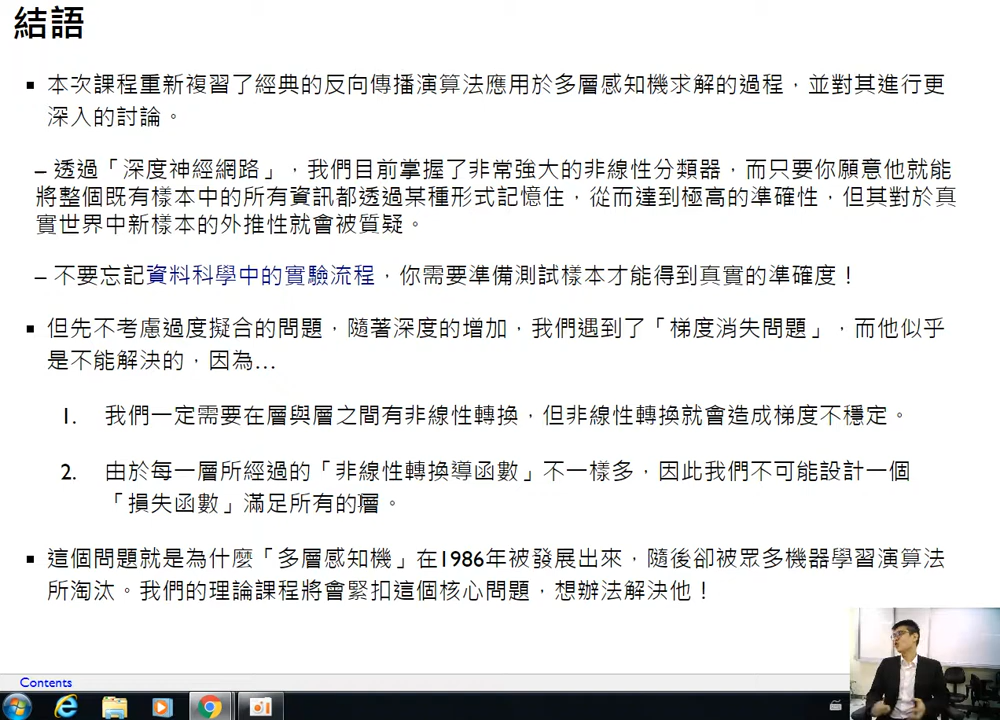 結語
▪ 本次課程重新複習了經典的反向傳播演算法應用於多層感知機求解的過程，並對其進行更
深入的討論。
– 透過「深度神經網路」，我們目前掌握了非常強大的非線性分類器，而只要你願意他就能
將整個既有樣本中的所有資訊都透過某種形式記憶住，從而達到極高的準確性，但其對於真
實世界中新樣本的外推性就會被質疑。
– 不要忘記資料科學中的實驗流程，你需要準備測試樣本才能得到真實的準確度！
▪ 但先不考慮過度擬合的問題，隨著深度的增加，我們遇到了「梯度消失問題」，而他似乎
是不能解決的，因為…
1. 我們一定需要在層與層之間有非線性轉換，但非線性轉換就會造成梯度不穩定。
2. 由於每一層所經過的「非線性轉換導函數」不一樣多，因此我們不可能設計一個
「損失函數」滿足所有的層。
▪ 這個問題就是為什麼「多層感知機」在1986年被發展出來，隨後卻被眾多機器學習演算法
所淘汰。我們的理論課程將會緊扣這個核心問題，想辦法解決他！
Contents